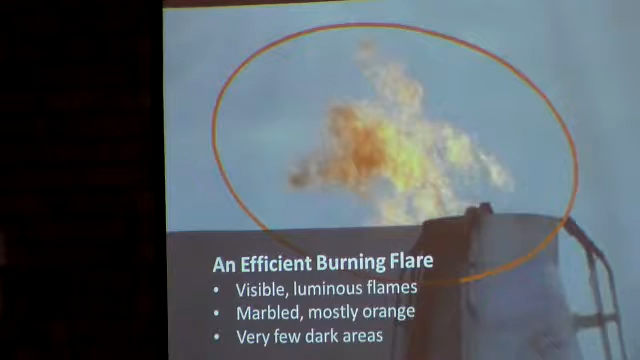 An Efficient Burning Flare
• Visible, luminous flames
• Marbled, mostly orange
• Very few dark areas